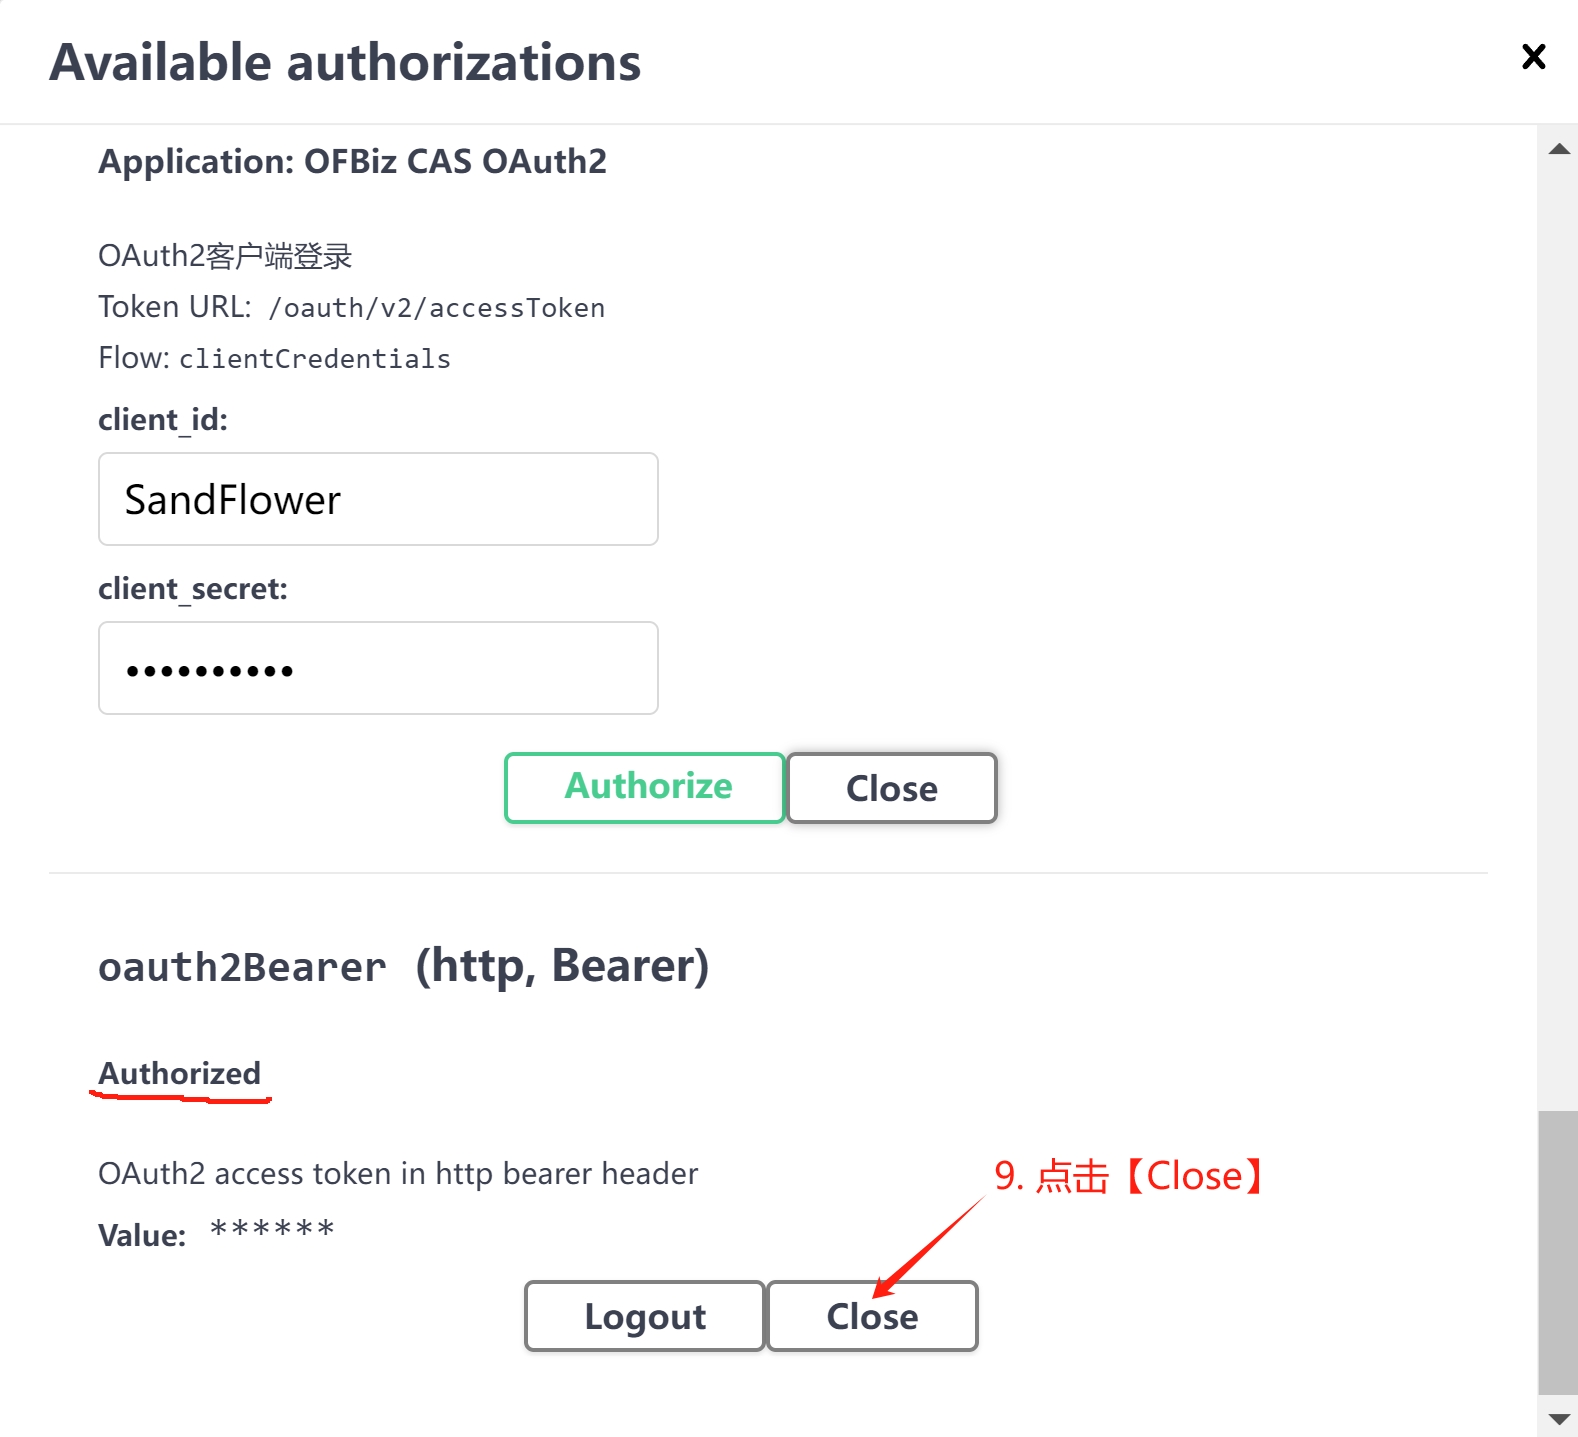 Available authorizations
Application: OFBiz CAS OAuth2
OAuth2客户端登录
Token URL: /oauth/v2/accessToken
Flow: clientCredentials
client_id:
SandFlower
client_secret:
••••••••••
Authorize Close
oauth2Bearer (http, Bearer)
Authorized
OAuth2 access token in http bearer header
9. 点击【Close】
Value: ******
Logout Close